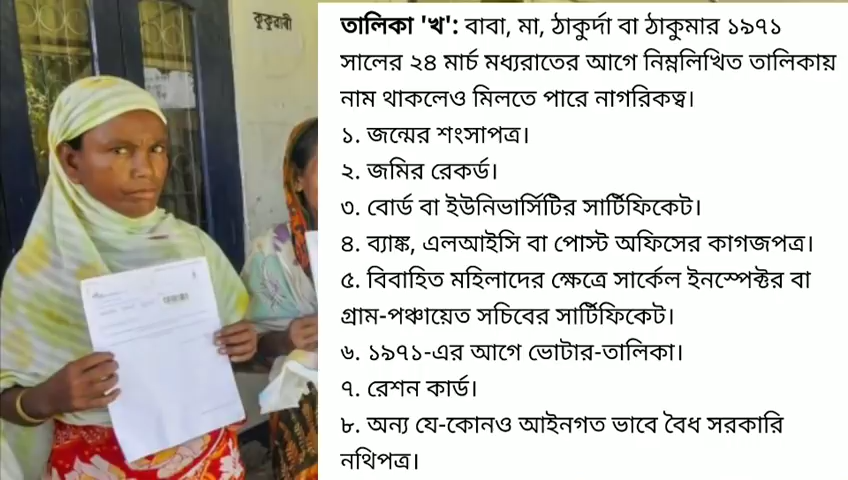 কুকুৰাৰী
তালিকা 'খ': বাবা, মা, ঠাকুর্দা বা ঠাকুমার ১৯৭১
সালের ২৪ মার্চ মধ্যরাতের আগে নিম্নলিখিত তালিকায়
নাম থাকলেও মিলতে পারে নাগরিকত্ব।
১. জন্মের শংসাপত্র।
২. জমির রেকর্ড।
৩. বোর্ড বা ইউনিভার্সিটির সার্টিফিকেট।
৪. ব্যাঙ্ক, এলআইসি বা পোস্ট অফিসের কাগজপত্র।
৫. বিবাহিত মহিলাদের ক্ষেত্রে সার্কেল ইনস্পেক্টর বা
গ্রাম-পঞ্চায়েত সচিবের সার্টিফিকেট।
৬. ১৯৭১-এর আগে ভোটার-তালিকা।
৭. রেশন কার্ড।
৮. অন্য যে-কোনও আইনগত ভাবে বৈধ সরকারি
নথিপত্র।